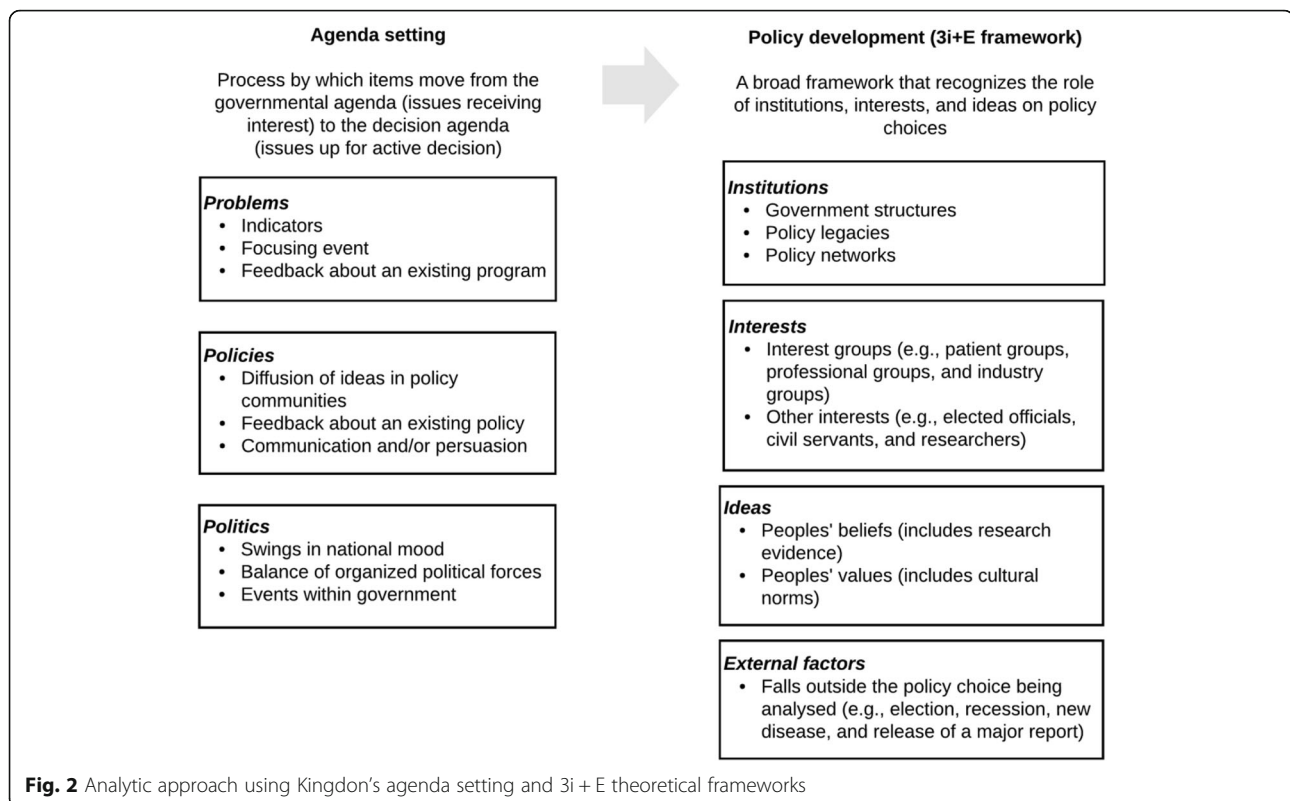 Agenda setting
Process by which items move from the
governmental agenda (issues receiving
interest) to the decision agenda
(issues up for active decision)
Problems
• Indicators
• Focusing event
• Feedback about an existing program
Policies
• Diffusion of ideas in policy
communities
• Feedback about an existing policy
• Communication and/or persuasion
Politics
• Swings in national mood
• Balance of organized political forces
• Events within government
Policy development (3i+E framework)
A broad framework that recognizes the role
of institutions, interests, and ideas on policy
choices
Institutions
• Government structures
• Policy legacies
• Policy networks
Interests
• Interest groups (e.g., patient groups,
professional groups, and industry
groups)
• Other interests (e.g., elected officials,
civil servants, and researchers)
Ideas
• Peoples' beliefs (includes research
evidence)
• Peoples' values (includes cultural
norms)
External factors
• Falls outside the policy choice being
analysed (e.g., election, recession, new
disease, and release of a major report)
Fig. 2 Analytic approach using Kingdon's agenda setting and 3i + E theoretical frameworks